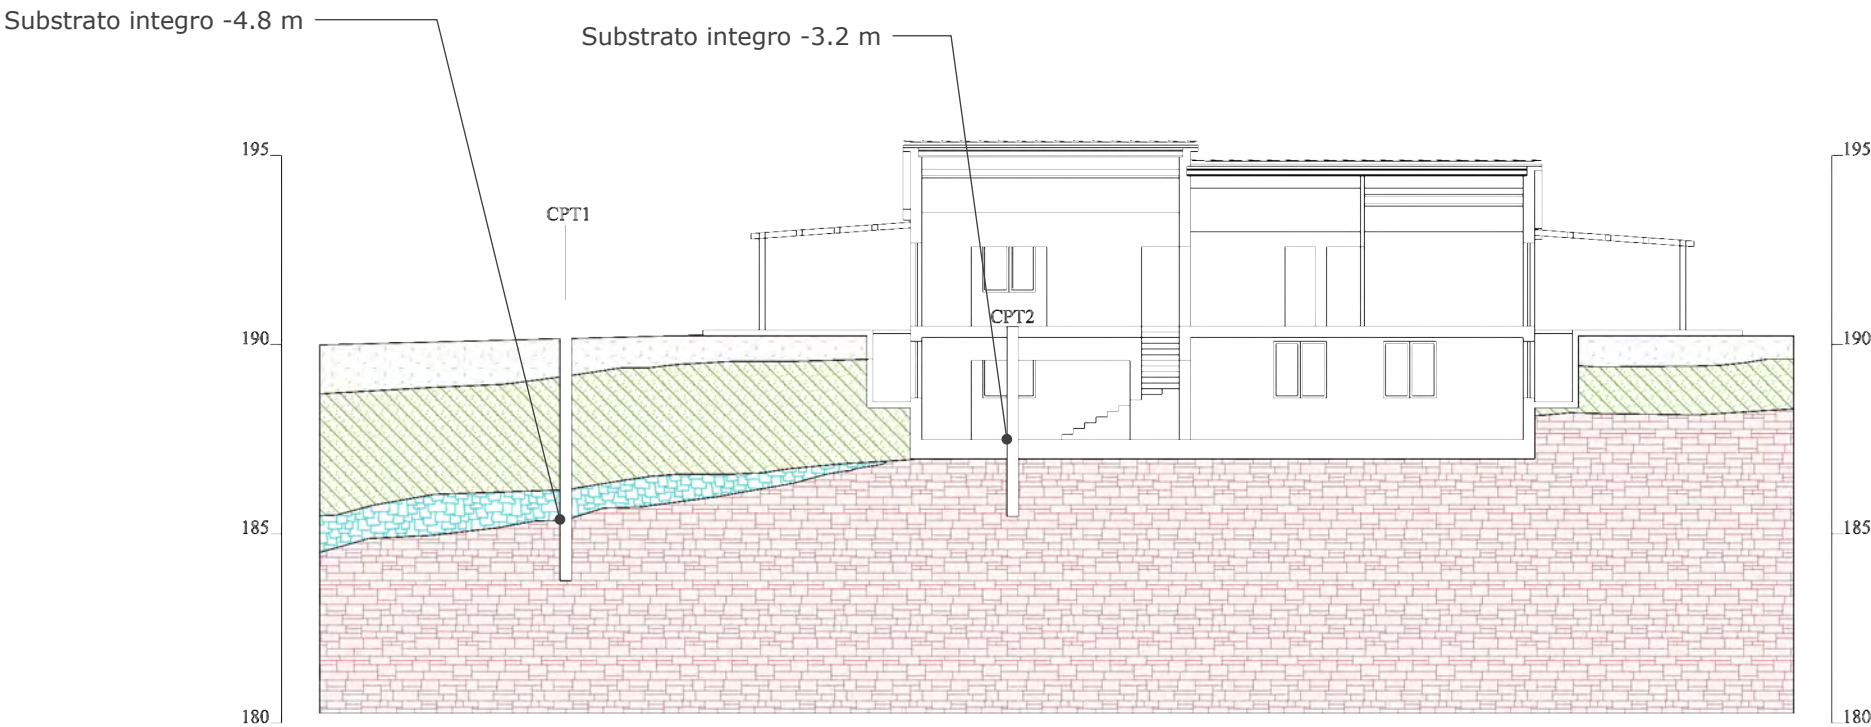 Substrato integro -4.8 m
Substrato integro -3.2 m
195
195
CPT1
CPT2
190
190
185
185
180
180